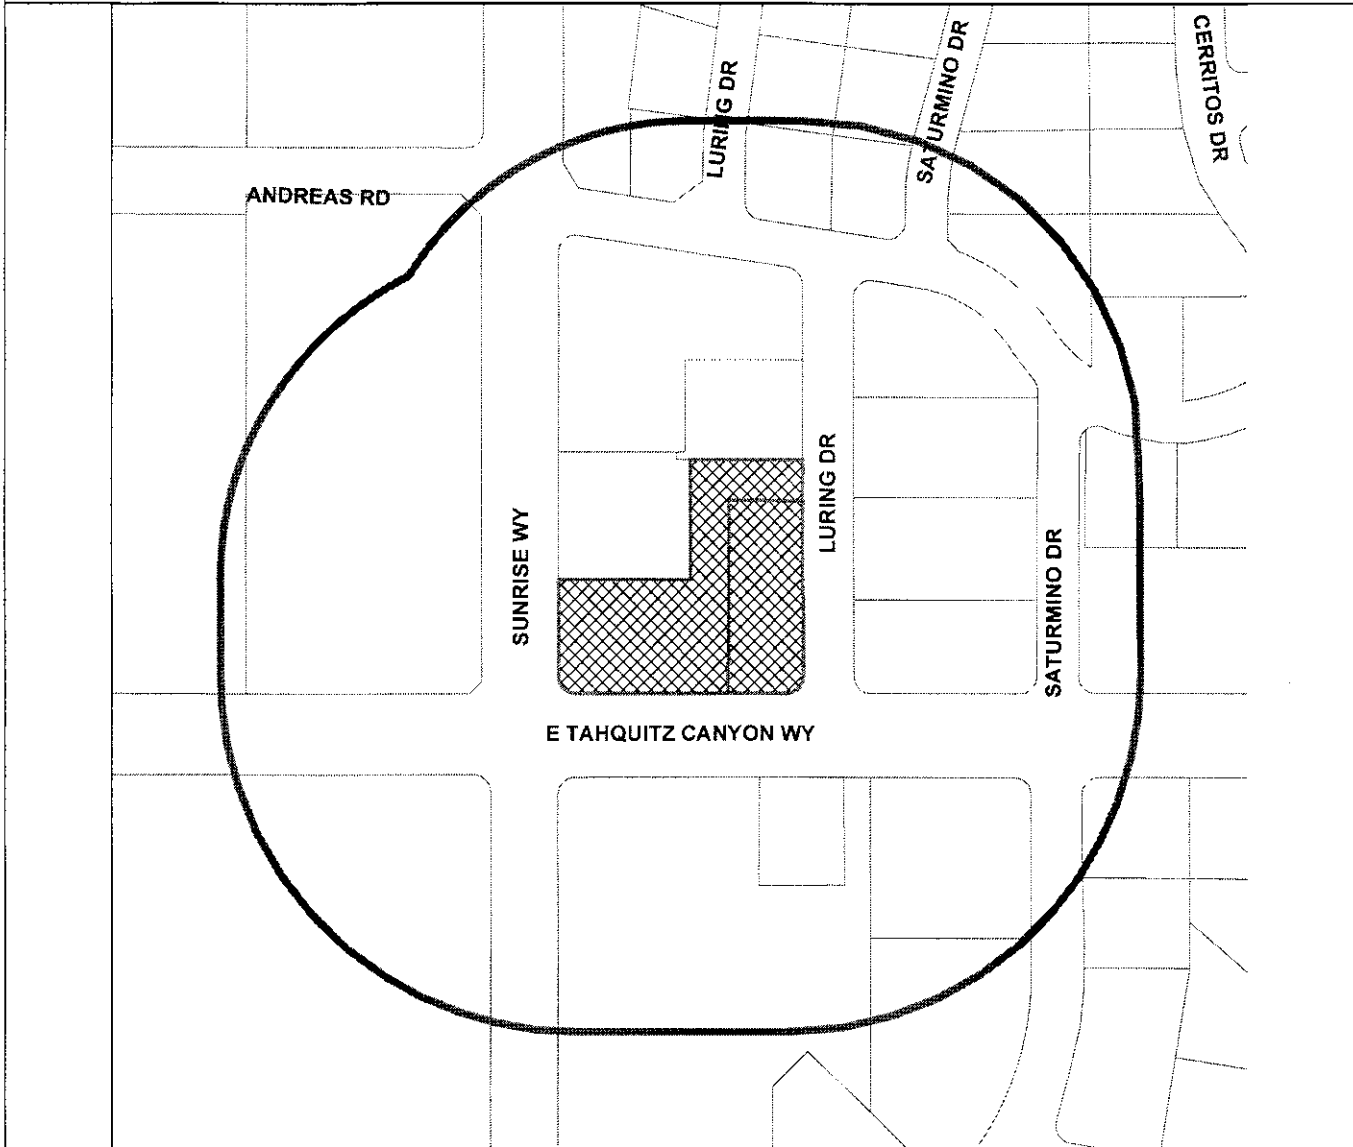 CERRITOS DR
SATURMINO DR
LURING DR
ANDREAS RD
LURING DR
SUNRISE WY
SATURMINO DR
E TAHQUITZ CANYON WY